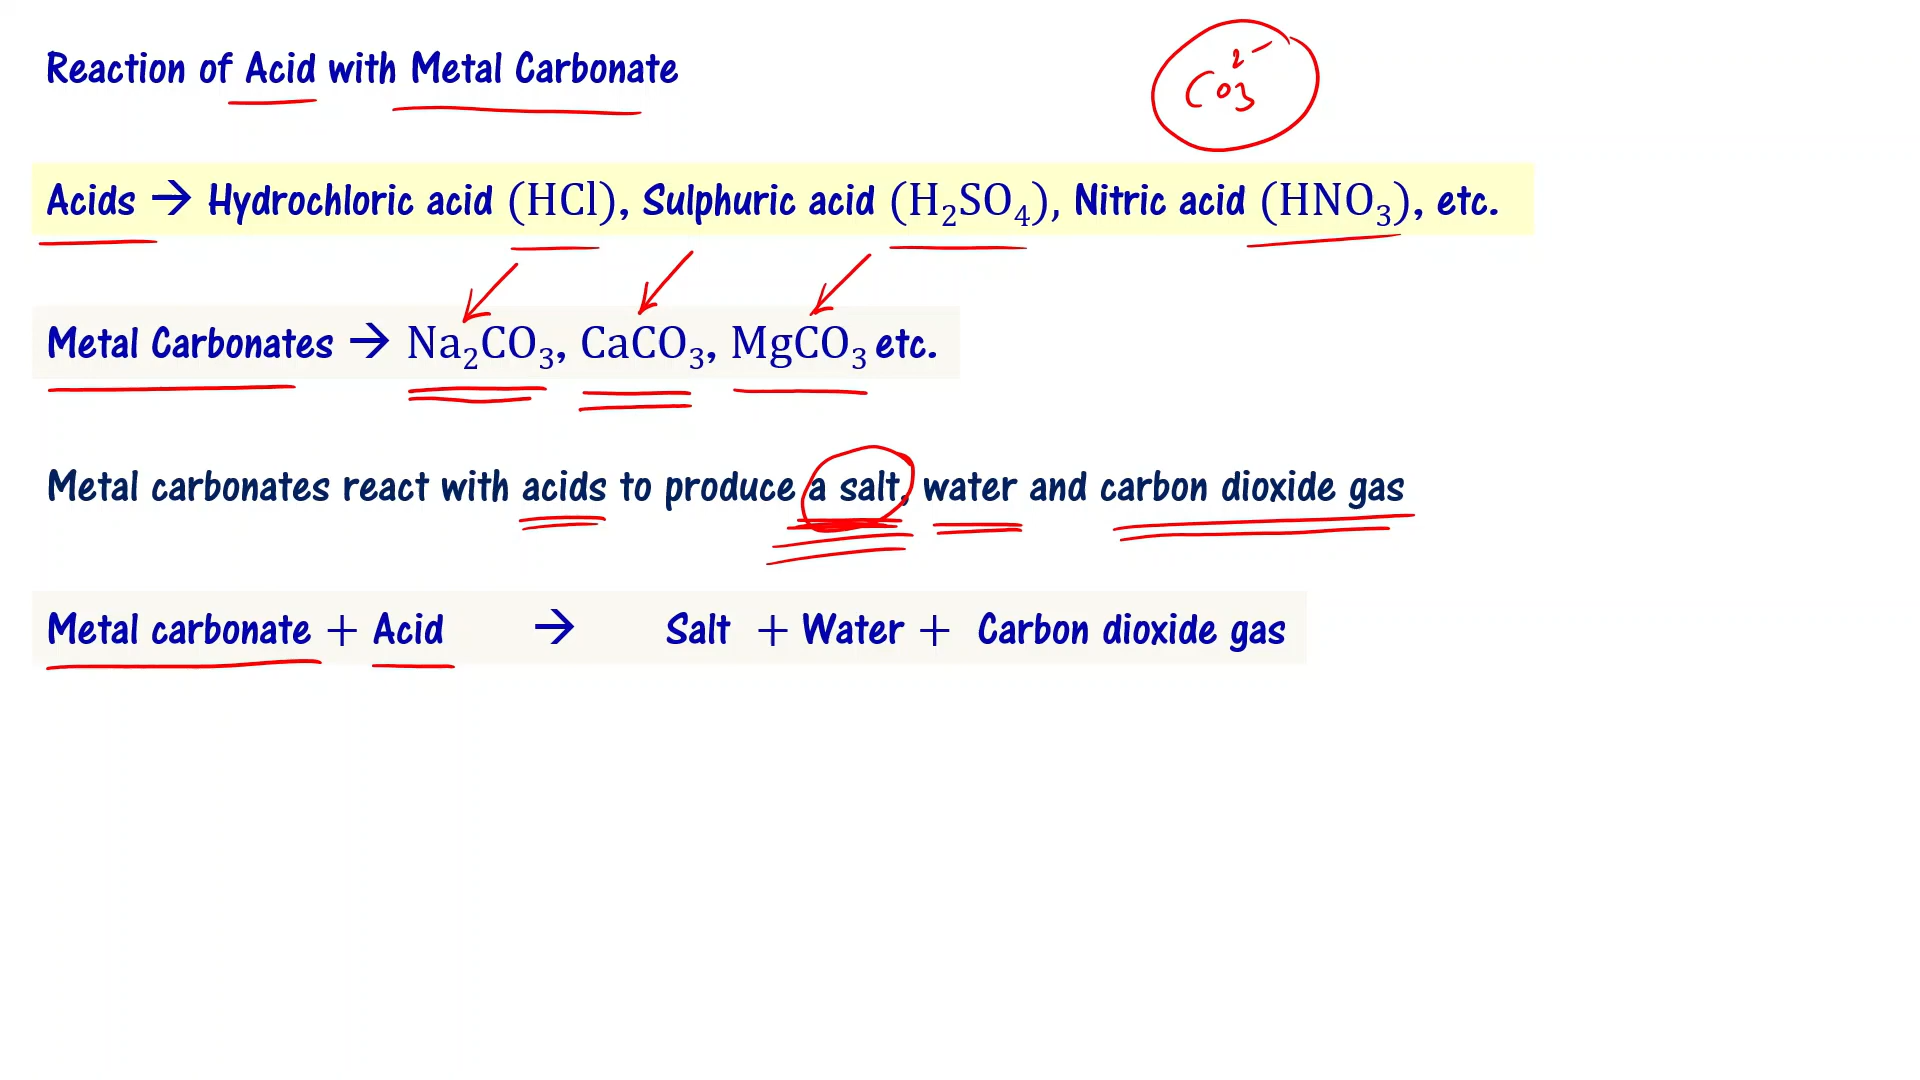 Reaction of Acid with Metal Carbonate
CO3 2−
Acids → Hydrochloric acid (HCl), Sulphuric acid (H₂SO₄), Nitric acid (HNO₃), etc.
Metal Carbonates → Na₂CO₃, CaCO₃, MgCO₃ etc.
Metal carbonates react with acids to produce a salt, water and carbon dioxide gas
Metal carbonate + Acid → Salt + Water + Carbon dioxide gas